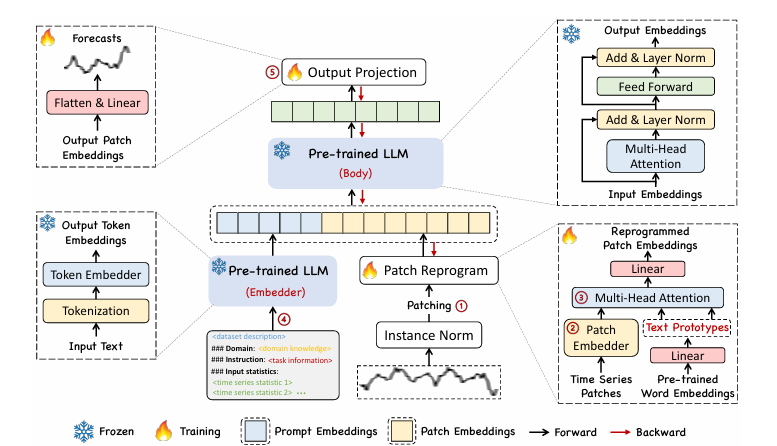 Forecasts
Flatten & Linear
Output Patch
Embeddings
⑤ Output Projection
Pre-trained LLM
(Body)
Output Embeddings
Add & Layer Norm
Feed Forward
Add & Layer Norm
Multi-Head
Attention
Input Embeddings
Output Token
Embeddings
Token Embedder
Tokenization
Input Text
Pre-trained LLM
(Embedder)
④
<dataset description>
### Domain: <domain knowledge>
### Instruction: <task information>
### Input statistics:
<time series statistic 1>
<time series statistic 2> ...
Patch Reprogram
Patching ①
Instance Norm
Reprogrammed
Patch Embeddings
Linear
③ Multi-Head Attention
② Patch
Embedder
Text Prototypes
Linear
Time Series
Patches
Pre-trained
Word Embeddings
Frozen
Training
Prompt Embeddings
Patch Embeddings
Forward
Backward